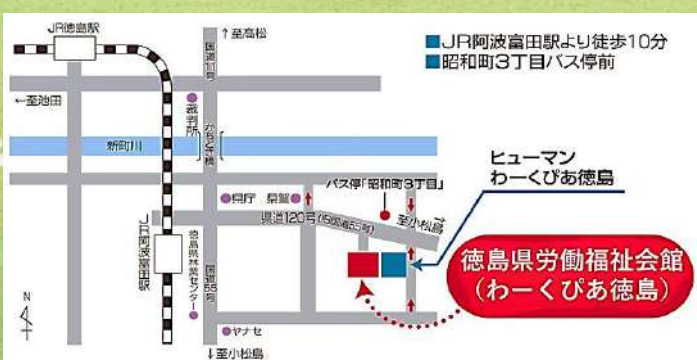 JR徳島駅
↑至高松
国道11号
■JR阿波富田駅より徒歩10分
■昭和町3丁目バス停前
←至池田
裁判所
新町川
かちどき橋
ヒューマン
わーくぴあ徳島
バス停「昭和町3丁目」
県庁 県警
県道120号(旧国道55号)
至小松島↑
JR阿波富田駅
徳島県林業センター
国道55号
徳島県労働福祉会館
(わーくぴあ徳島)
N
ヤナセ
↓至小松島